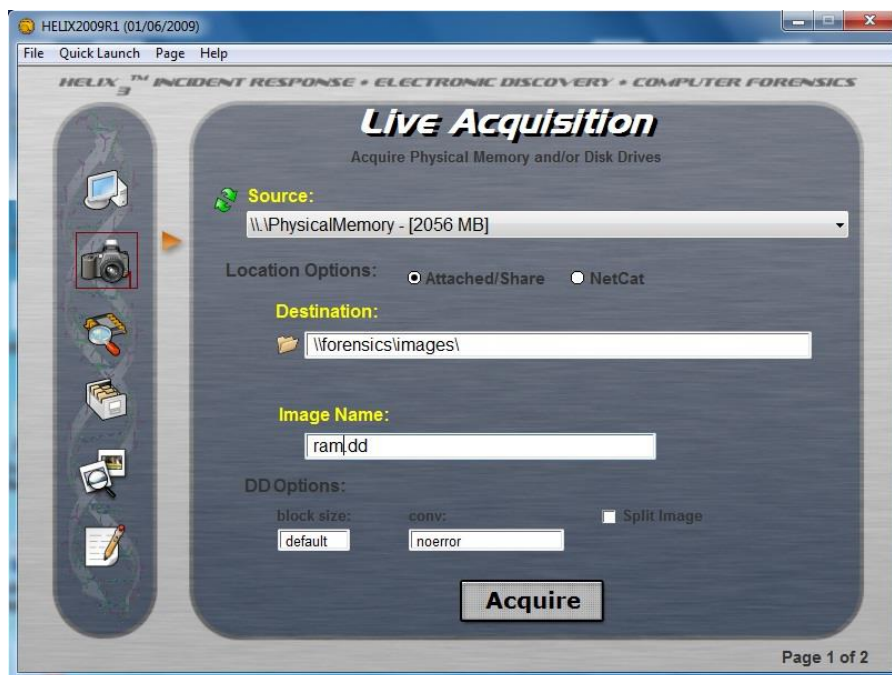 HELIX2009R1 (01/06/2009)
File Quick Launch Page Help
HELIX3™ INCIDENT RESPONSE • ELECTRONIC DISCOVERY • COMPUTER FORENSICS
Live Acquisition
Acquire Physical Memory and/or Disk Drives
Source:
\\.\PhysicalMemory - [2056 MB]
Location Options: Attached/Share NetCat
Destination:
\\forensics\images\
Image Name:
ram.dd
DD Options:
block size: conv: Split Image
default noerror
Acquire
Page 1 of 2